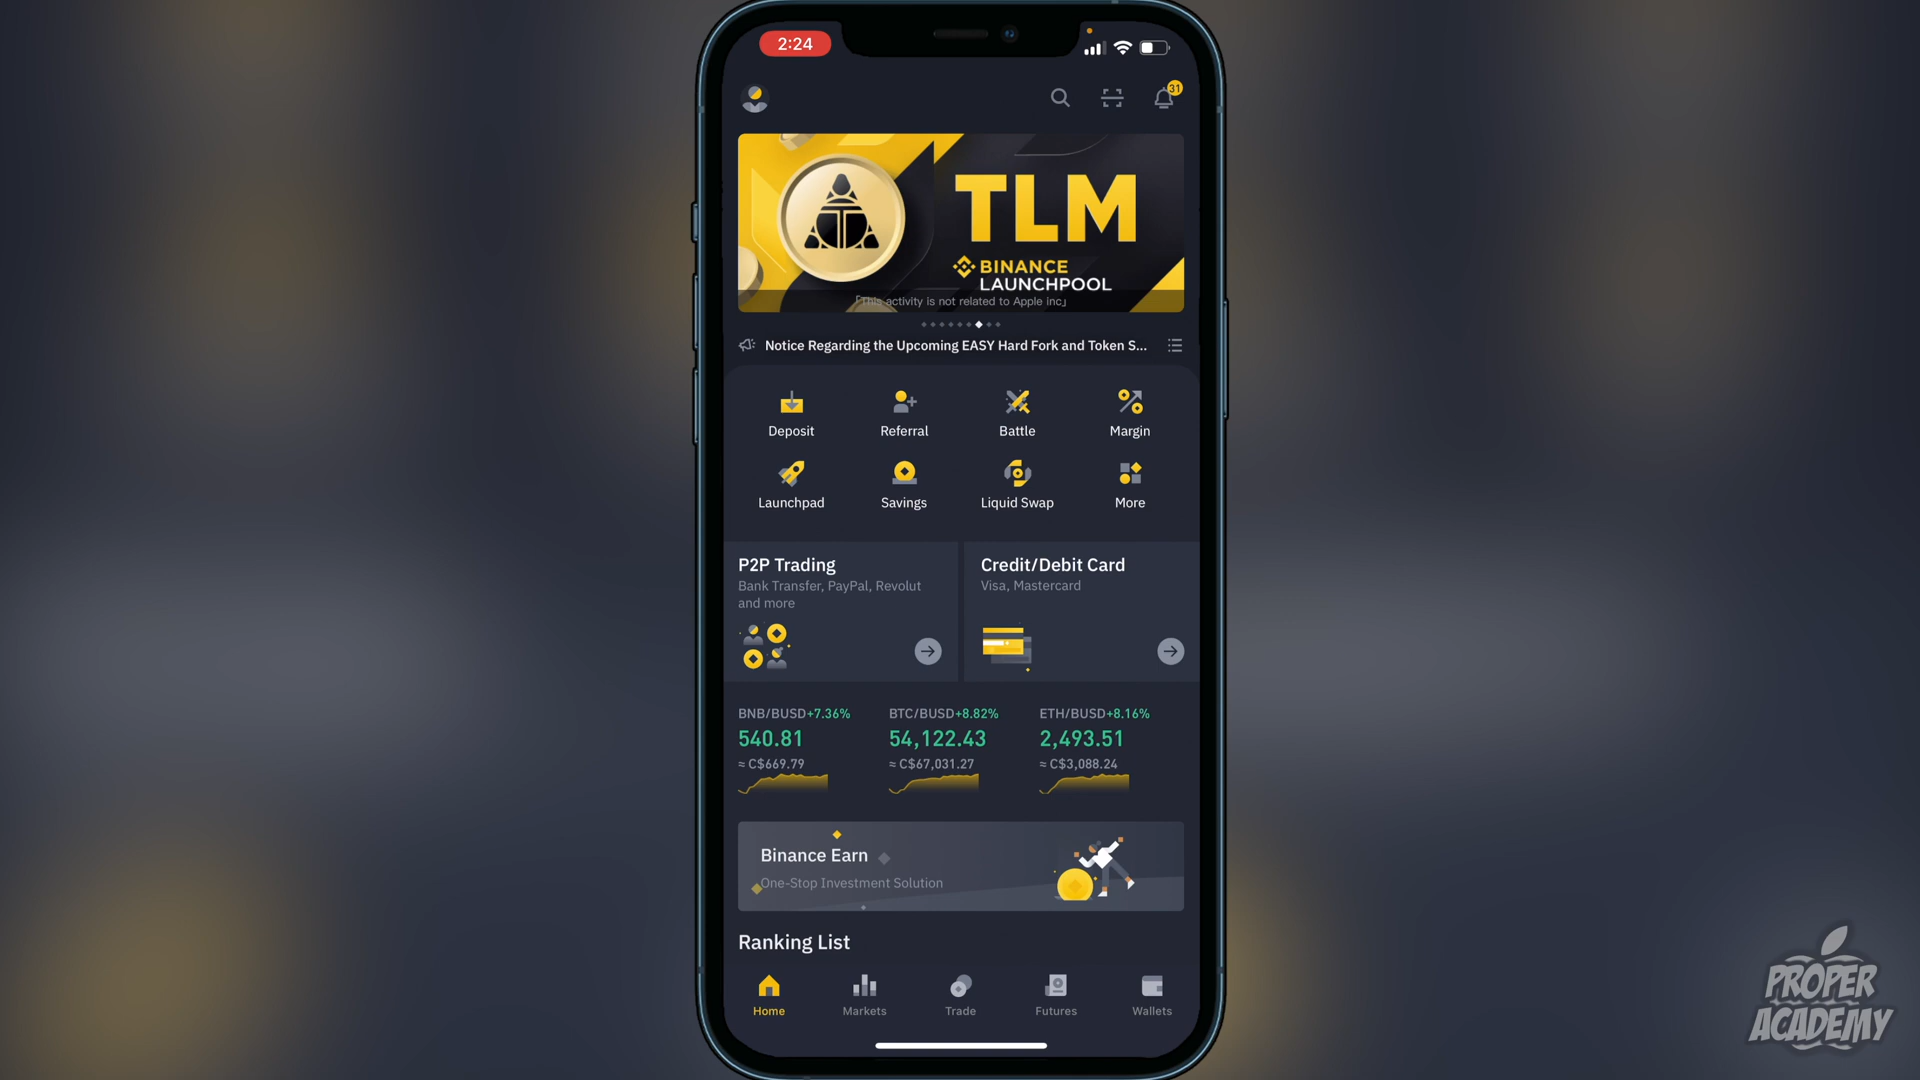 2:24
31
TLM
BINANCE
LAUNCHPOOL
「This activity is not related to Apple inc」
Notice Regarding the Upcoming EASY Hard Fork and Token S...
Deposit
Referral
Battle
Margin
Launchpad
Savings
Liquid Swap
More
P2P Trading
Bank Transfer, PayPal, Revolut
and more
Credit/Debit Card
Visa, Mastercard
BNB/BUSD+7.36%
540.81
≈ C$669.79
BTC/BUSD+8.82%
54,122.43
≈ C$67,031.27
ETH/BUSD+8.16%
2,493.51
≈ C$3,088.24
Binance Earn
One-Stop Investment Solution
Ranking List
Home
Markets
Trade
Futures
Wallets
PROPER
ACADEMY